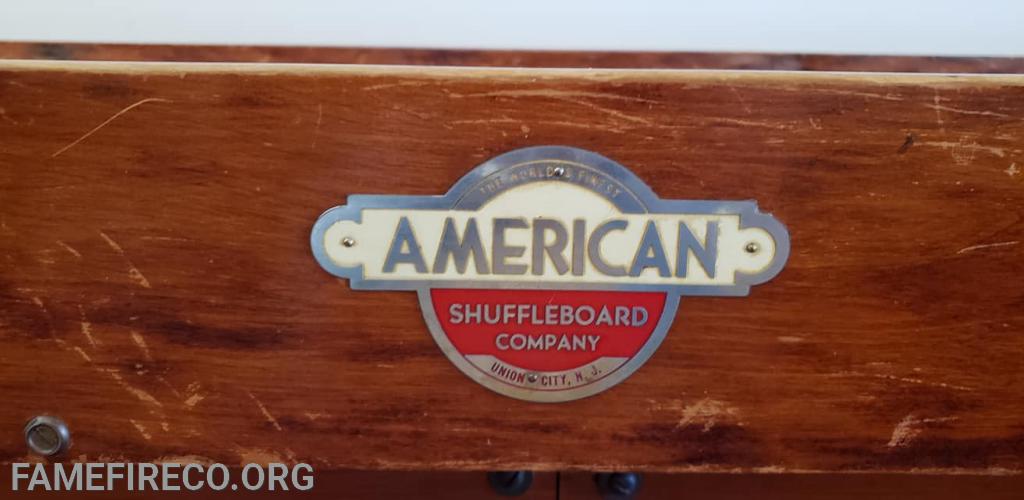 THE WORLD'S FINEST
AMERICAN
SHUFFLEBOARD
COMPANY
UNION CITY, N. J.
FAMEFIRECO.ORG